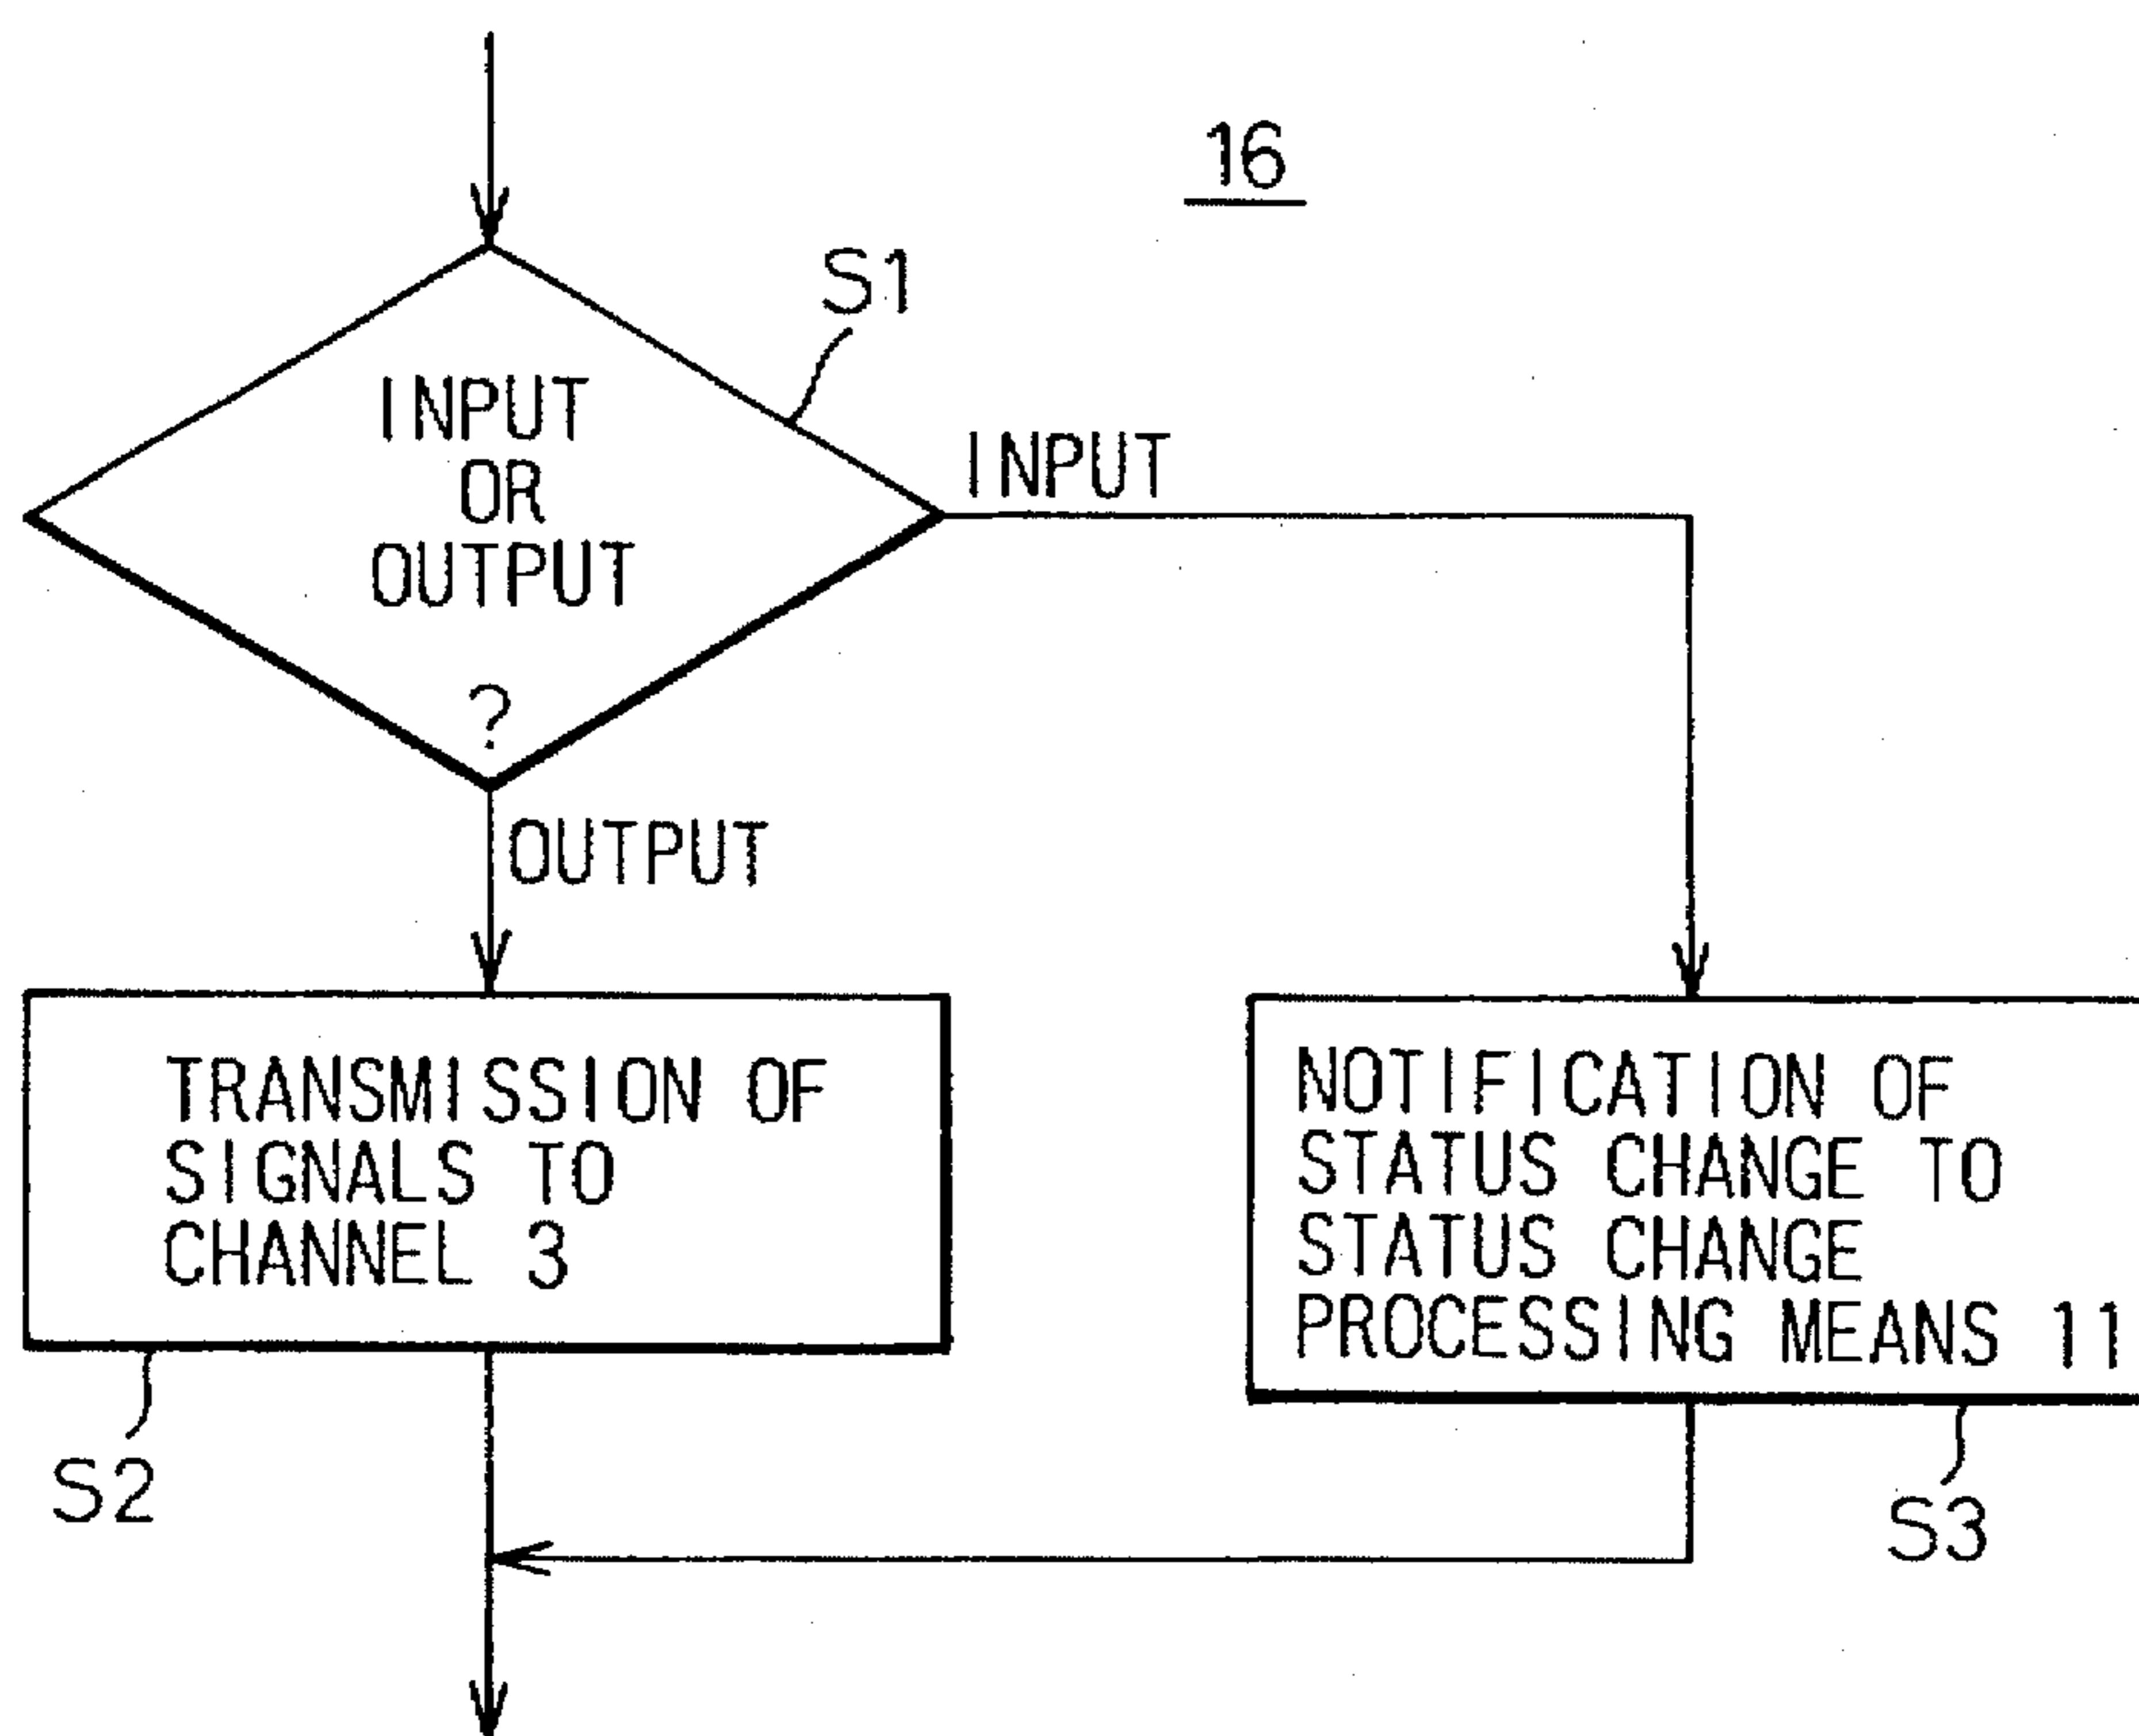 16
S1
INPUT
OR
OUTPUT
?
INPUT
OUTPUT
TRANSMISSION OF
SIGNALS TO
CHANNEL 3
S2
NOTIFICATION OF
STATUS CHANGE TO
STATUS CHANGE
PROCESSING MEANS 11
S3